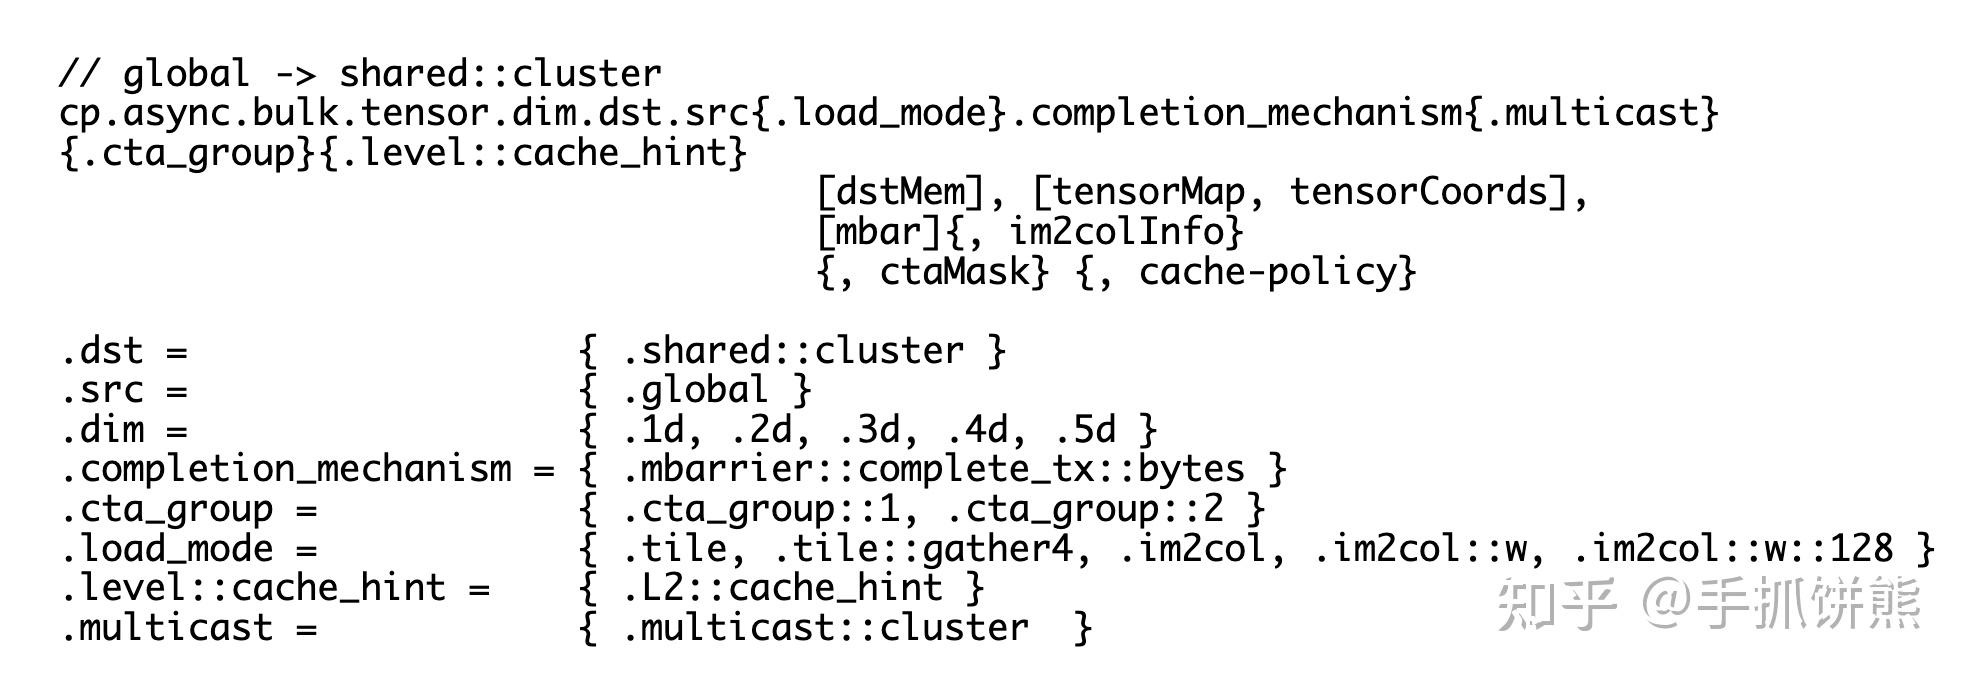 // global -> shared::cluster
cp.async.bulk.tensor.dim.dst.src{.load_mode}.completion_mechanism{.multicast}
{.cta_group}{.level::cache_hint}
[dstMem], [tensorMap, tensorCoords],
[mbar]{, im2colInfo}
{, ctaMask} {, cache-policy}
.dst = { .shared::cluster }
.src = { .global }
.dim = { .1d, .2d, .3d, .4d, .5d }
.completion_mechanism = { .mbarrier::complete_tx::bytes }
.cta_group = { .cta_group::1, .cta_group::2 }
.load_mode = { .tile, .tile::gather4, .im2col, .im2col::w, .im2col::w::128 }
.level::cache_hint = { .L2::cache_hint }
.multicast = { .multicast::cluster }
知乎 @手抓饼熊